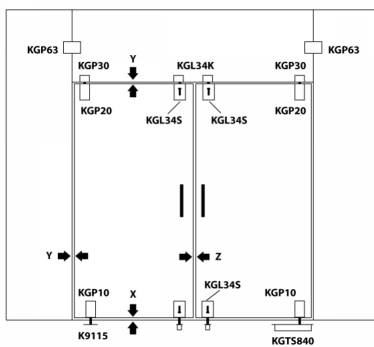 KGP63
KGP63
KGP30
Y
KGL34K
KGP30
KGP20
KGL34S
KGL34S
KGP20
Y
Z
KGL34S
KGP10
X
KGP10
K9115
KGTS840